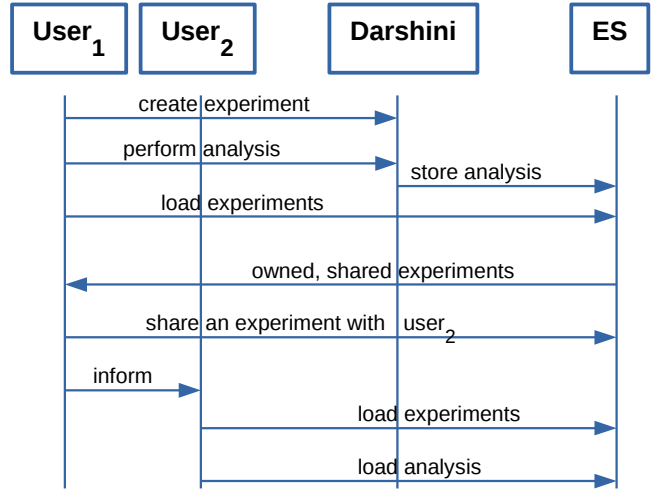 User1 User2 Darshini ES
create experiment
perform analysis
store analysis
load experiments
owned, shared experiments
share an experiment with user2
inform
load experiments
load analysis